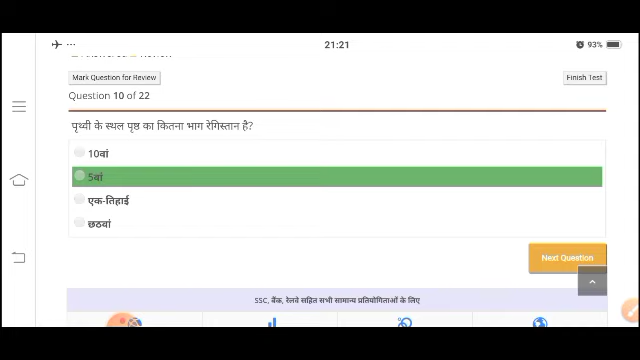 21:21
93%
Mark Question for Review
Finish Test
Question 10 of 22
पृथ्वी के स्थल पृष्ठ का कितना भाग रेगिस्तान है?
10वां
5वां
एक-तिहाई
छठवां
Next Question
SSC, बैंक, रेलवे सहित सभी सामान्य प्रतियोगिताओं के लिए